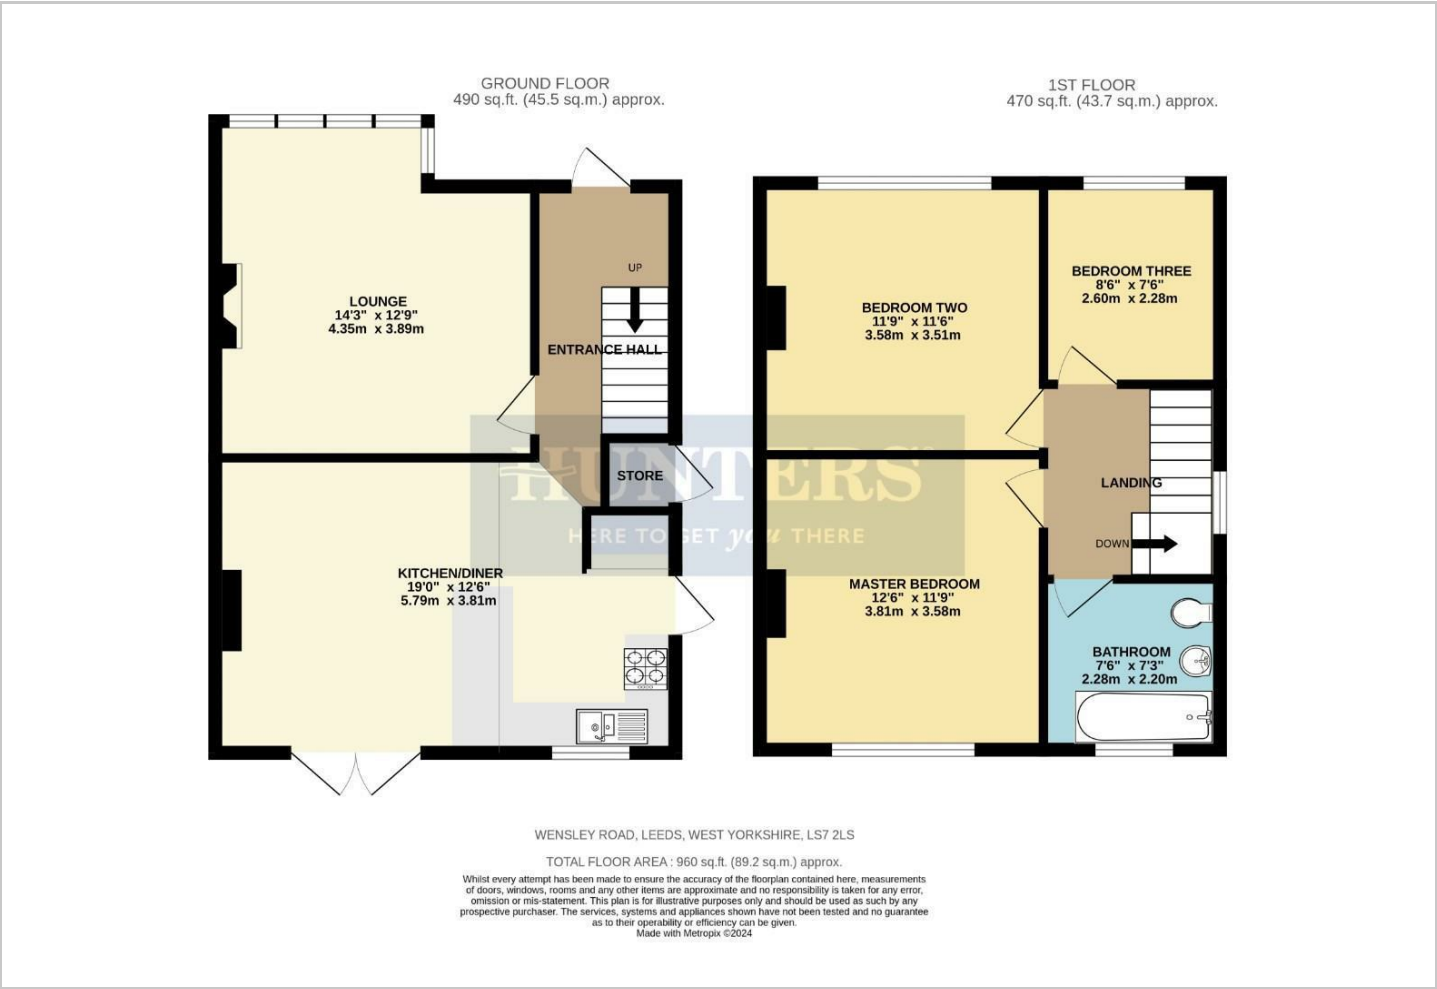 GROUND FLOOR
490 sq.ft. (45.5 sq.m.) approx.
1ST FLOOR
470 sq.ft. (43.7 sq.m.) approx.
LOUNGE
14'3" x 12'9"
4.35m x 3.89m
UP
ENTRANCE HALL
STORE
KITCHEN/DINER
19'0" x 12'6"
5.79m x 3.81m
BEDROOM TWO
11'9" x 11'6"
3.58m x 3.51m
BEDROOM THREE
8'6" x 7'6"
2.60m x 2.28m
LANDING
DOWN
MASTER BEDROOM
12'6" x 11'9"
3.81m x 3.58m
BATHROOM
7'6" x 7'3"
2.28m x 2.20m
HUNTERS
HERE TO GET you THERE
WENSLEY ROAD, LEEDS, WEST YORKSHIRE, LS7 2LS
TOTAL FLOOR AREA : 960 sq.ft. (89.2 sq.m.) approx.
Whilst every attempt has been made to ensure the accuracy of the floorplan contained here, measurements
of doors, windows, rooms and any other items are approximate and no responsibility is taken for any error,
omission or mis-statement. This plan is for illustrative purposes only and should be used as such by any
prospective purchaser. The services, systems and appliances shown have not been tested and no guarantee
as to their operability or efficiency can be given.
Made with Metropix ©2024